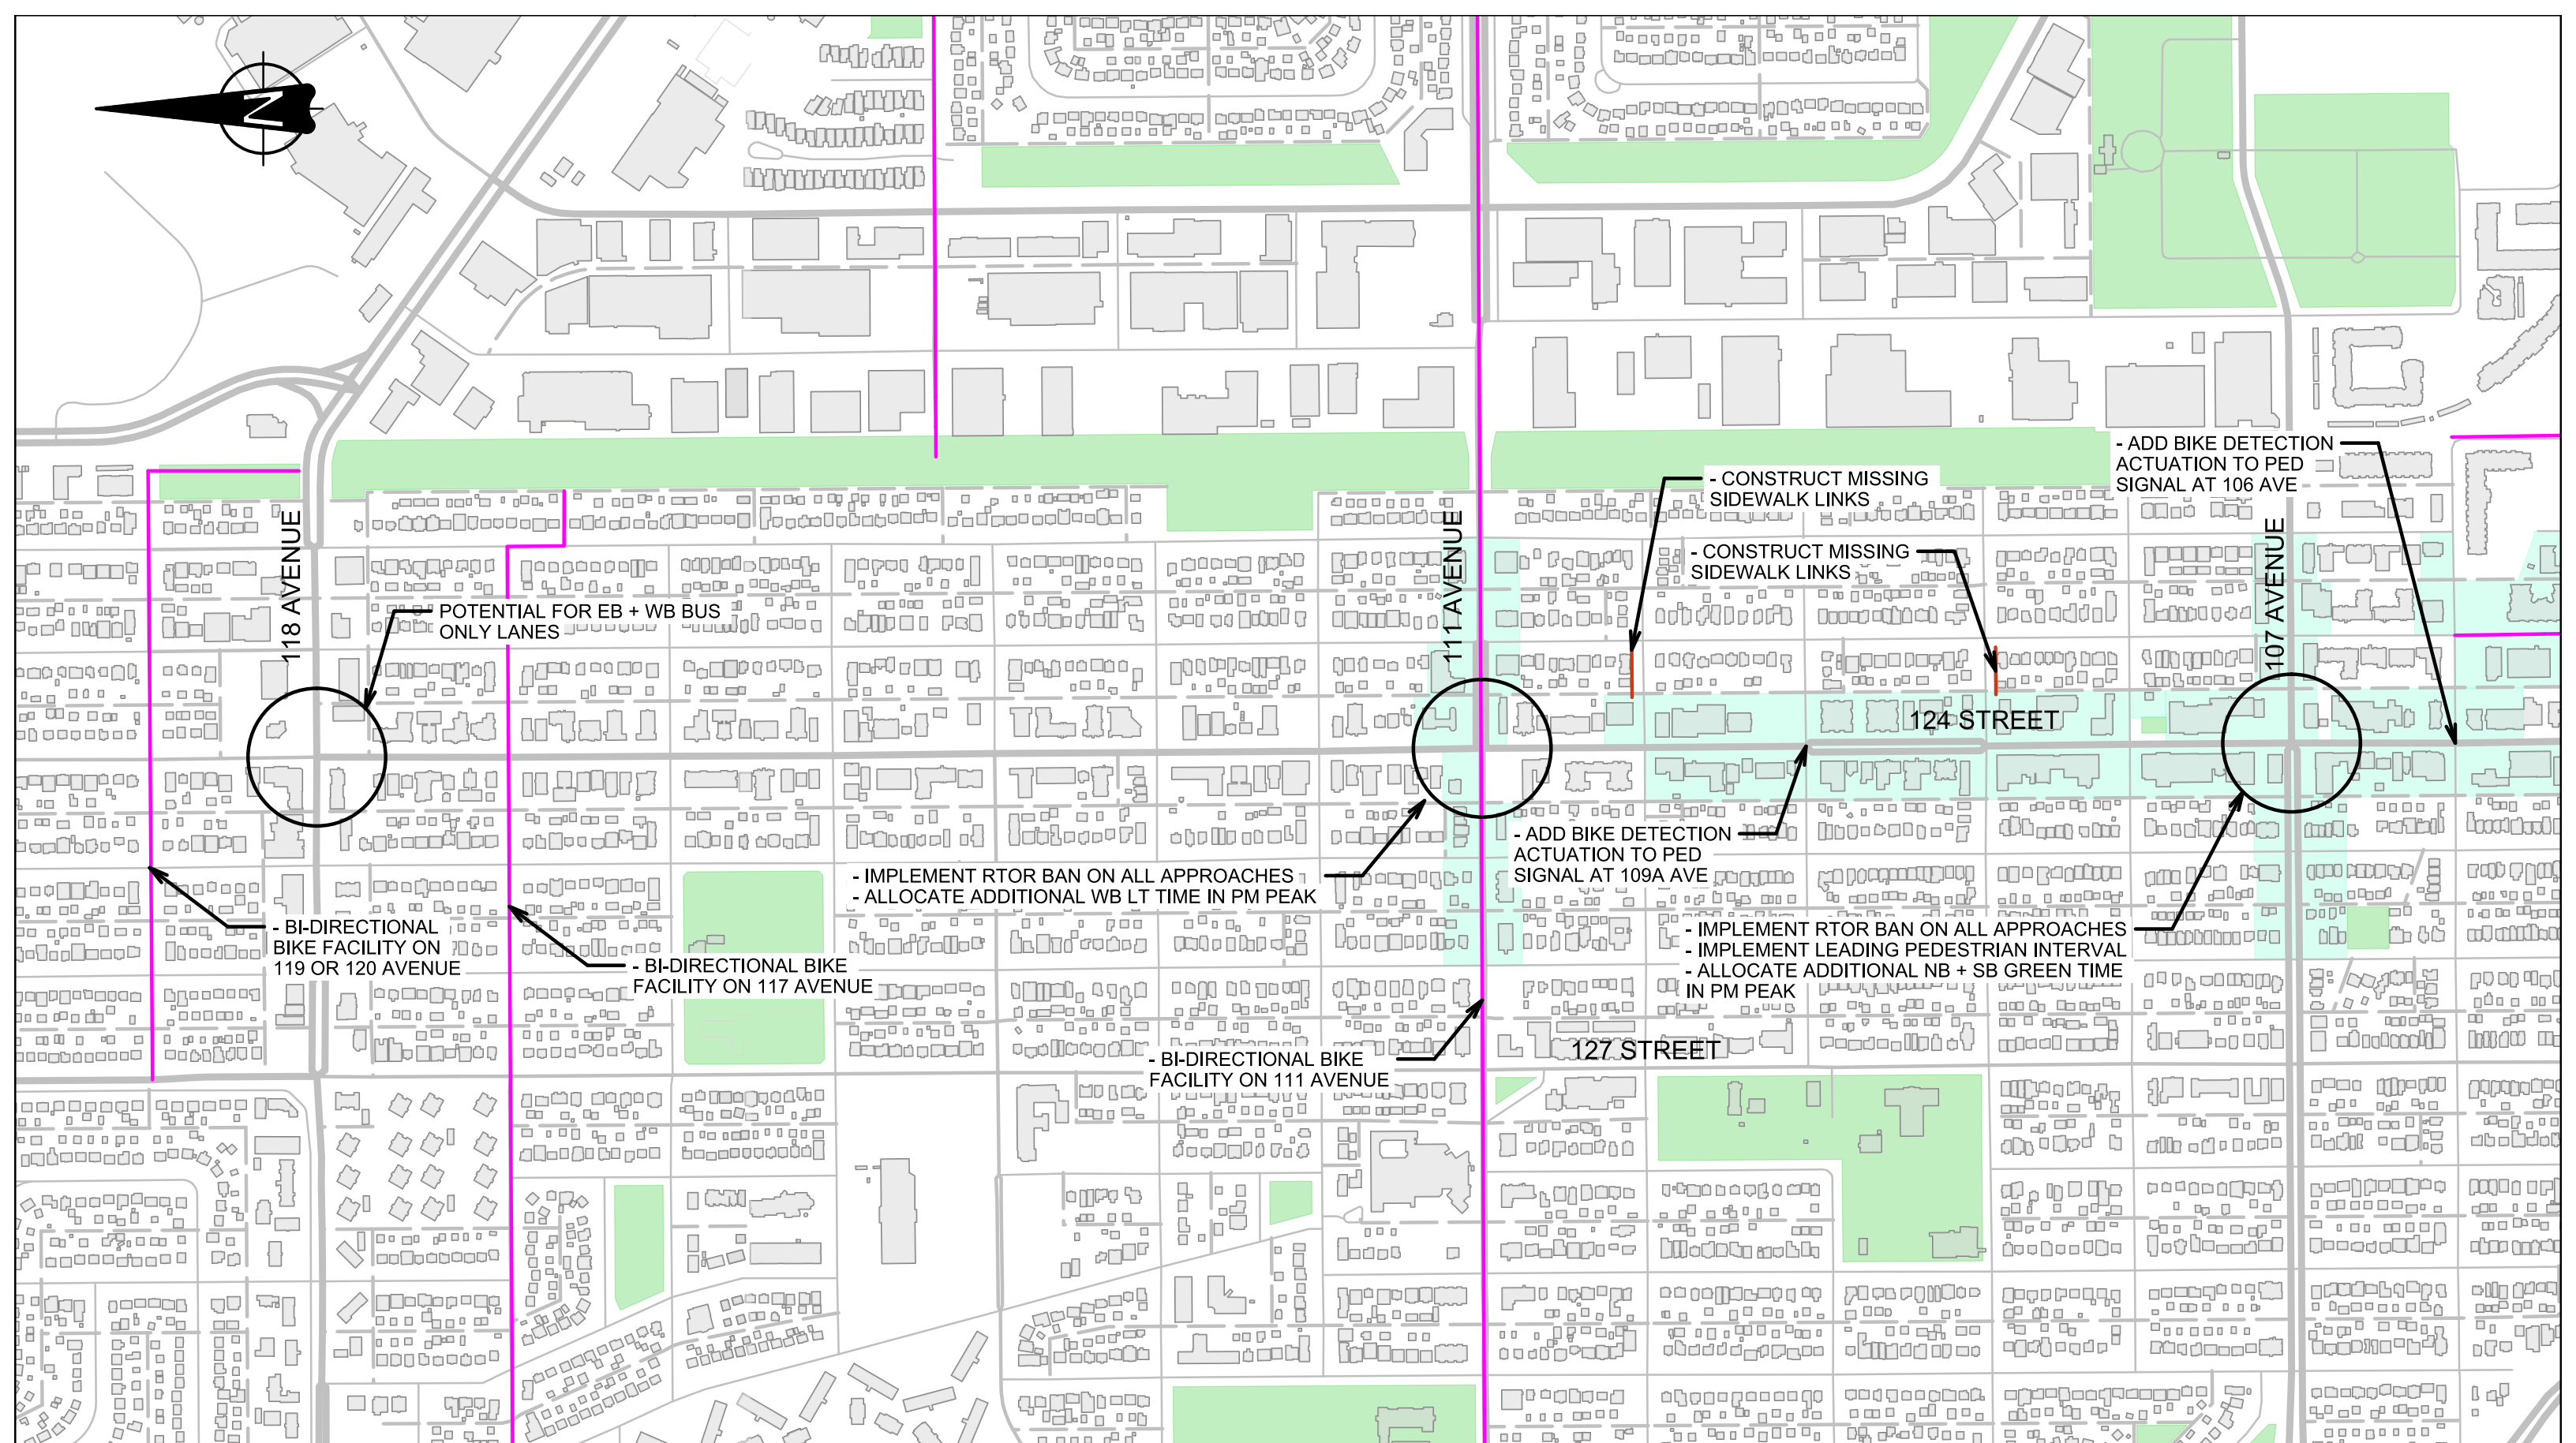 N
- ADD BIKE DETECTION
ACTUATION TO PED
SIGNAL AT 106 AVE
- CONSTRUCT MISSING
SIDEWALK LINKS
118 AVENUE
111 AVENUE
107 AVENUE
- CONSTRUCT MISSING
SIDEWALK LINKS
POTENTIAL FOR EB + WB BUS
ONLY LANES
124 STREET
- ADD BIKE DETECTION
ACTUATION TO PED
SIGNAL AT 109A AVE
- IMPLEMENT RTOR BAN ON ALL APPROACHES
- ALLOCATE ADDITIONAL WB LT TIME IN PM PEAK
- BI-DIRECTIONAL
BIKE FACILITY ON
119 OR 120 AVENUE
- IMPLEMENT RTOR BAN ON ALL APPROACHES
- IMPLEMENT LEADING PEDESTRIAN INTERVAL
- ALLOCATE ADDITIONAL NB + SB GREEN TIME
IN PM PEAK
- BI-DIRECTIONAL BIKE
FACILITY ON 117 AVENUE
127 STREET
- BI-DIRECTIONAL BIKE
FACILITY ON 111 AVENUE